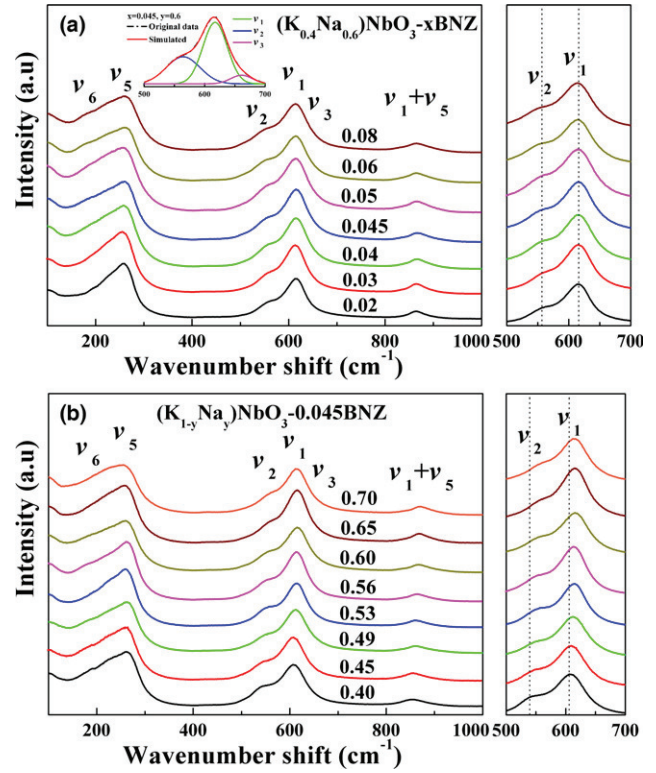 (a)
x=0.045, y=0.6
Original data
Simulated
ν1
ν2
ν3
500 600 700
(K0.4Na0.6)NbO3-xBNZ
ν6 ν5 ν2 ν1 ν3 ν1+ν5
0.08
0.06
0.05
0.045
0.04
0.03
0.02
Intensity (a.u)
200 400 600 800 1000
Wavenumber shift (cm-1)
ν2 ν1
500 600 700
(b)
(K1-yNay)NbO3-0.045BNZ
ν6 ν5 ν2 ν1 ν3 ν1+ν5
0.70
0.65
0.60
0.56
0.53
0.49
0.45
0.40
Intensity (a.u)
200 400 600 800 1000
Wavenumber shift (cm-1)
ν2 ν1
500 600 700